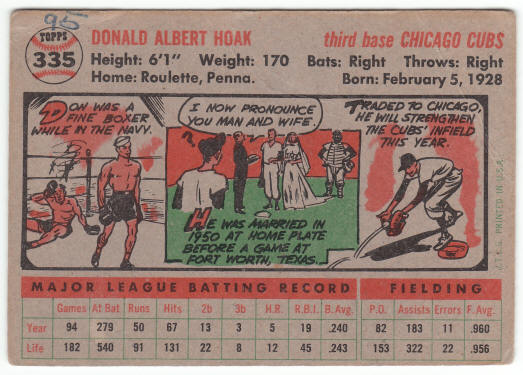 95
TOPPS
335
DONALD ALBERT HOAK third base CHICAGO CUBS
Height: 6'1" Weight: 170 Bats: Right Throws: Right
Home: Roulette, Penna. Born: February 5, 1928
DON WAS A
FINE BOXER
WHILE IN THE NAVY.
I NOW PRONOUNCE
YOU MAN AND WIFE.
HE WAS MARRIED IN
1950 AT HOME PLATE
BEFORE A GAME AT
FORT WORTH, TEXAS.
TRADED TO CHICAGO,
HE WILL STRENGTHEN
THE CUBS' INFIELD
THIS YEAR.
©T.C.G. PRINTED IN U.S.A.
MAJOR LEAGUE BATTING RECORD FIELDING
Games At Bat Runs Hits 2b 3b H.R. R.B.I. B.Avg. P.O. Assists Errors F.Avg.
Year 94 279 50 67 13 3 5 19 .240 82 183 11 .960
Life 182 540 91 131 22 8 12 45 .243 153 322 22 .956